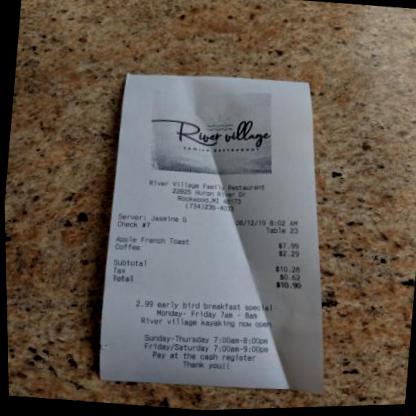 River village
FAMILY RESTAURANT
River Village Family Restaurant
22825 Huron River Dr
Rockwood,MI 48173
Server: Jasmine G 06/12/19 8:02 AM
Check #7 Table 23
Apple French Toast $7.99
Coffee $2.29
Subtotal $10.28
Tax $0.62
Total $10.90
2.99 early bird breakfast special
Monday- Friday 7am - 8am
River village kayaking now open
Sunday-Thursday 7:00am-8:00pm
Friday/Saturday 7:00am-9:00pm
Pay at the cash register
Thank you!!